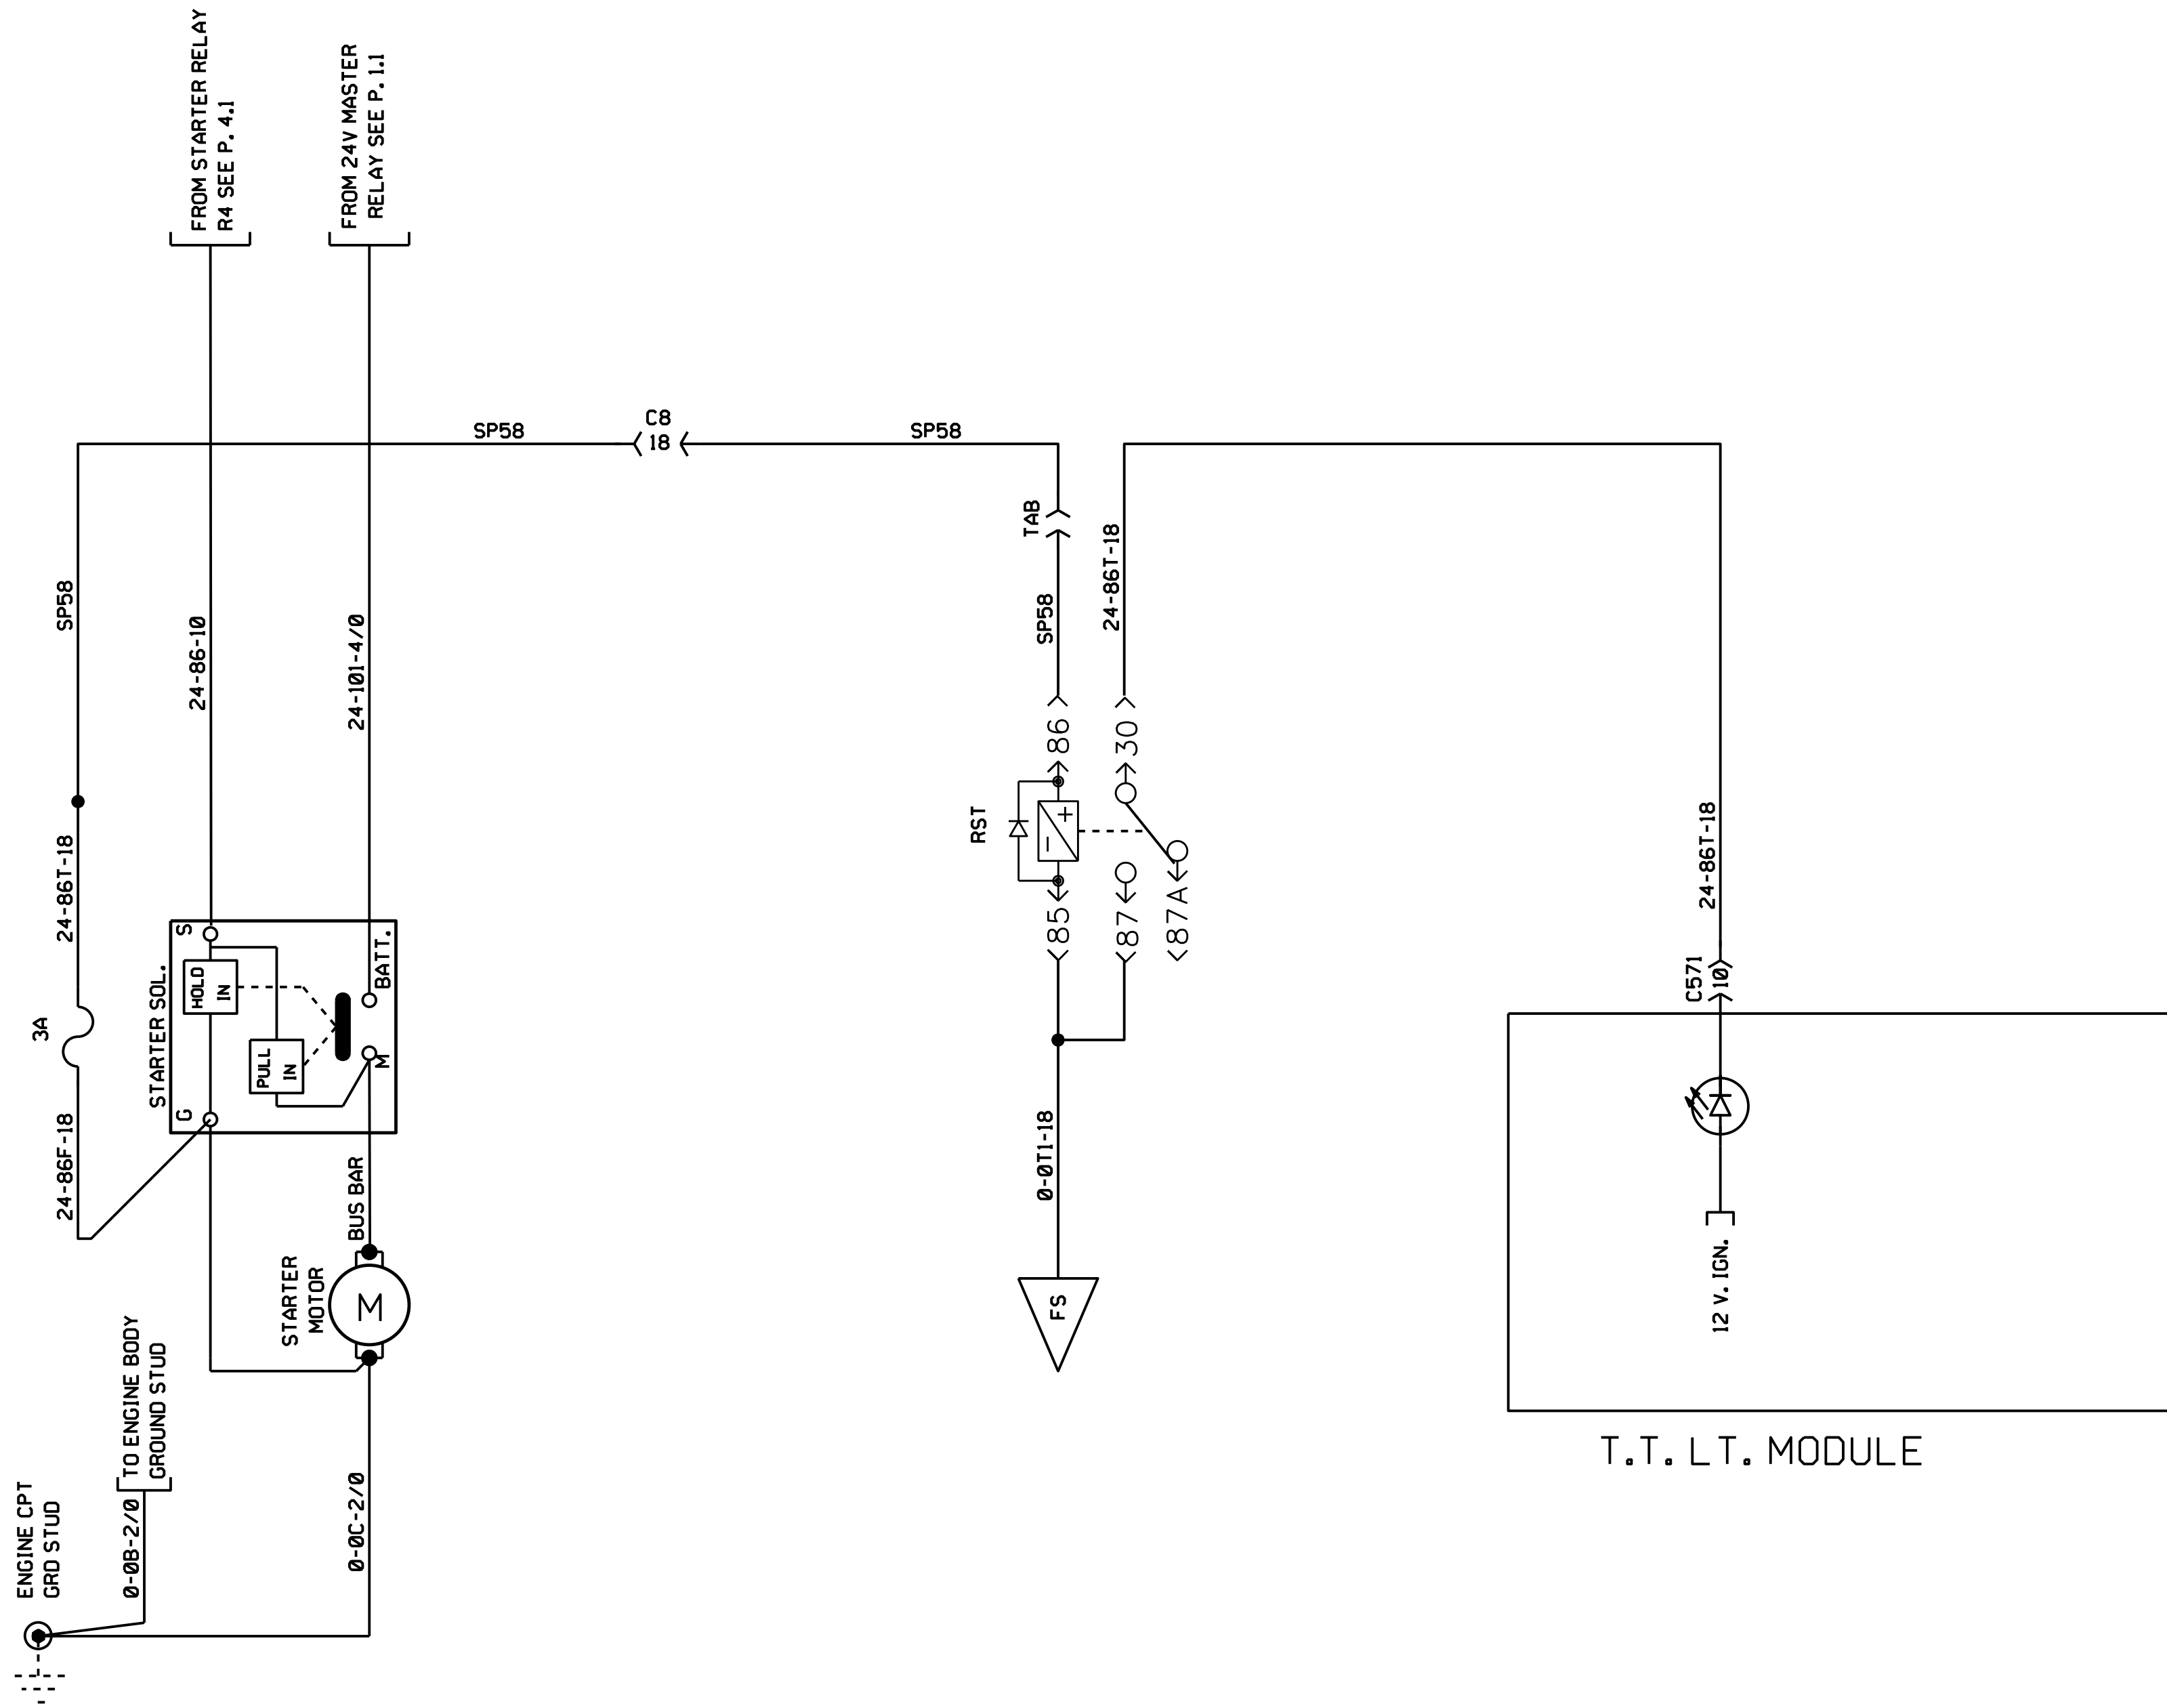 FROM STARTER RELAY
R4 SEE P. 4.1
FROM 24V MASTER
RELAY SEE P. 1.1
SP58
C8
18
SP58
SP58
24-86-10
24-101-4/0
TAB
SP58
24-86T-18
86
30
RST
+
-
85
87
87A
24-86T-18
3A
24-86F-18
STARTER SOL.
S
HOLD
IN
PULL
IN
G
BATT.
M
BUS BAR
STARTER
MOTOR
M
0-0T1-18
FS
24-86T-18
C571
10
12 V. IGN.
T.T. LT. MODULE
TO ENGINE BODY
GROUND STUD
ENGINE CPT
GRD STUD
0-0B-2/0
0-0C-2/0